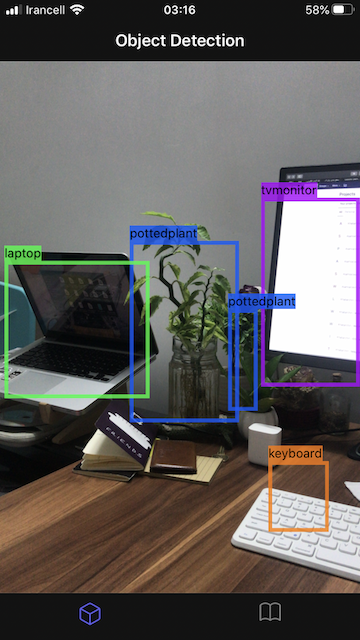 Irancell
03:16
58%
Object Detection
tvmonitor
pottedplant
laptop
pottedplant
FRIENDS
keyboard